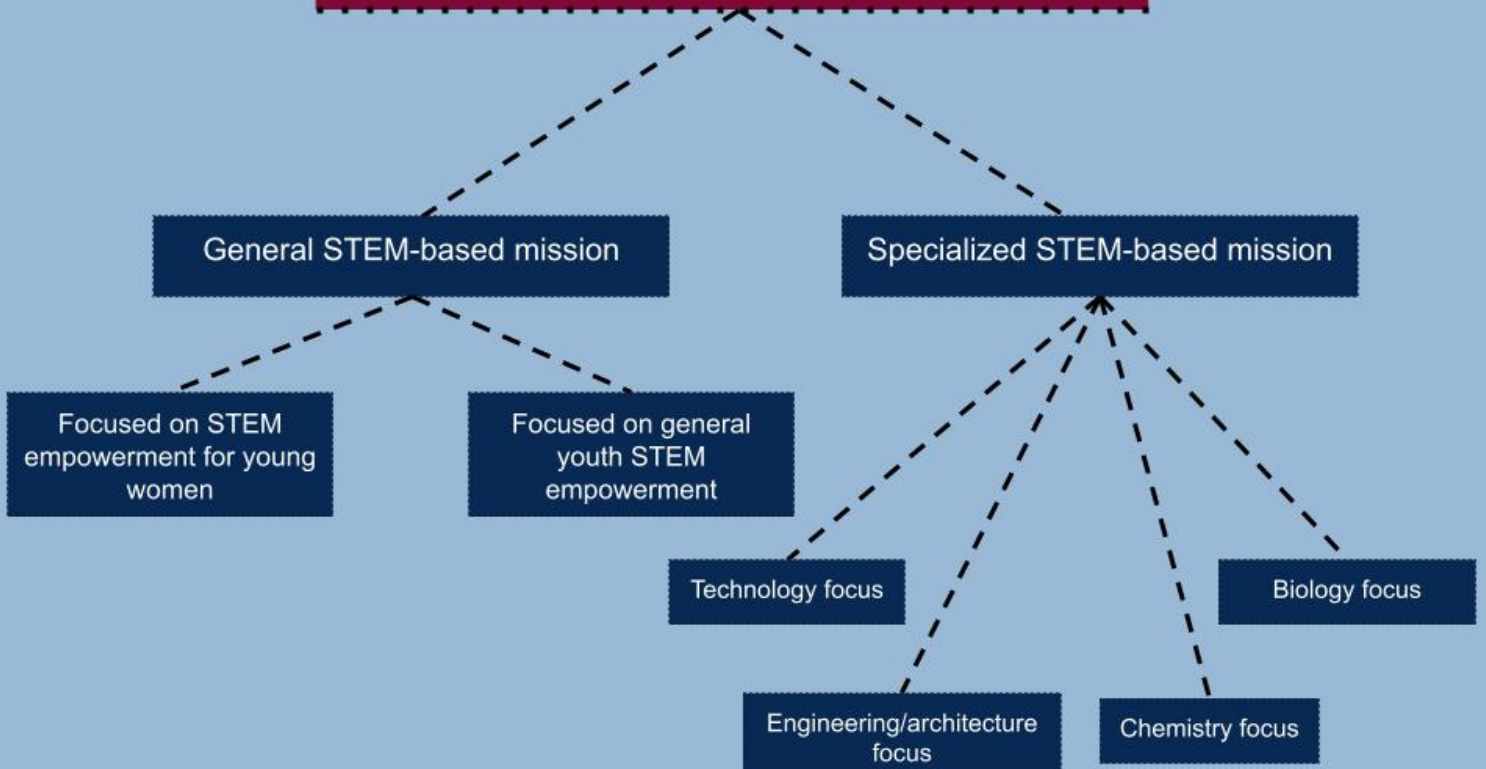 General STEM-based mission
Specialized STEM-based mission
Focused on STEM
empowerment for young
women
Focused on general
youth STEM
empowerment
Technology focus
Biology focus
Engineering/architecture
focus
Chemistry focus